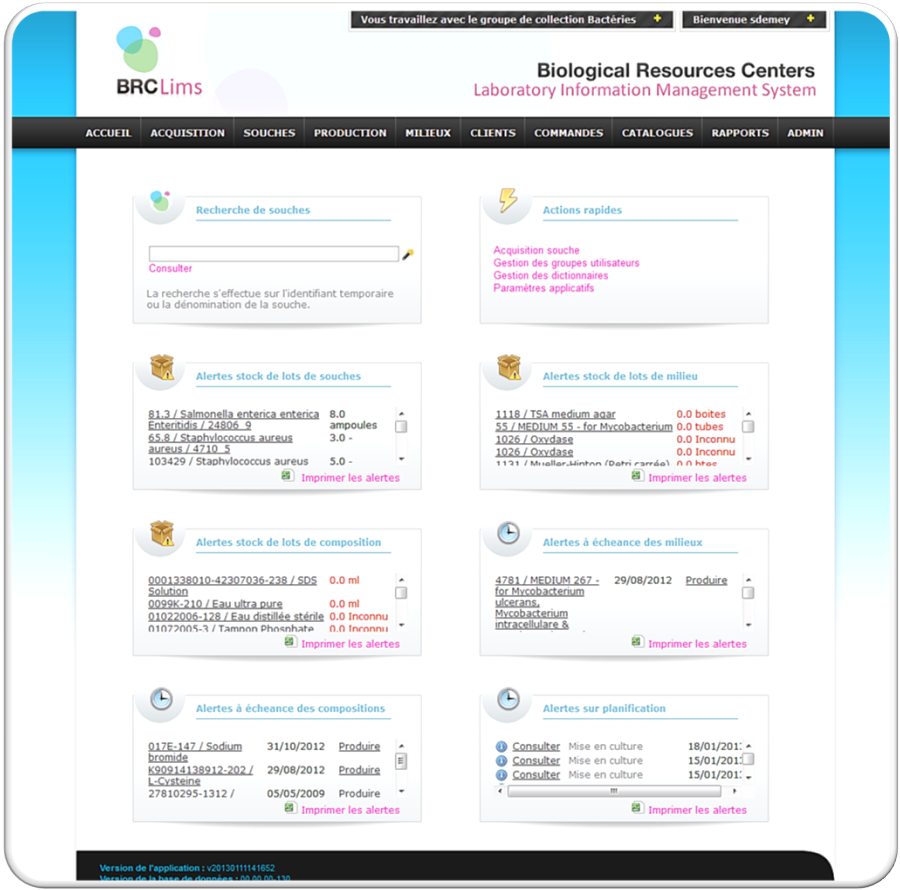 Vous travaillez avec le groupe de collection Bactéries
Bienvenue sdemey
BRCLims
Biological Resources Centers
Laboratory Information Management System
ACCUEIL ACQUISITION SOUCHES PRODUCTION MILIEUX CLIENTS COMMANDES CATALOGUES RAPPORTS ADMIN
Recherche de souches
Consulter
La recherche s'effectue sur l'identifiant temporaire
ou la dénomination de la souche.
Actions rapides
Acquisition souche
Gestion des groupes utilisateurs
Gestion des dictionnaires
Paramètres applicatifs
Alertes stock de lots de souches
81.3 / Salmonella enterica enterica 8.0
Enteritidis / 24806_9 ampoules
65.8 / Staphylococcus aureus 3.0 -
aureus / 4710_5
103429 / Staphylococcus aureus 5.0 -
Imprimer les alertes
Alertes stock de lots de milieu
1118 / TSA medium agar 0.0 boites
55 / MEDIUM 55 - for Mycobacterium 0.0 tubes
1026 / Oxydase 0.0 Inconnu
1026 / Oxydase 0.0 Inconnu
1131 / Mueller-Hinton (Petri carrée) 0.0 btes
Imprimer les alertes
Alertes stock de lots de composition
0001338010-42307036-238 / SDS 0.0 ml
Solution
0099K-210 / Eau ultra pure 0.0 ml
01022006-128 / Eau distillée stérile 0.0 Inconnu
01072005-3 / Tampon Phosphate 0.0 Inconnu
Imprimer les alertes
Alertes à écheance des milieux
4781 / MEDIUM 267 - 29/08/2012 Produire
for Mycobacterium
ulcerans,
Mycobacterium
intracellulare &
Imprimer les alertes
Alertes à écheance des compositions
017E-147 / Sodium 31/10/2012 Produire
bromide
K90914138912-202 / 29/08/2012 Produire
L-Cysteine
27810295-1312 / 05/05/2009 Produire
Imprimer les alertes
Alertes sur planification
Consulter Mise en culture 18/01/201
Consulter Mise en culture 15/01/201
Consulter Mise en culture 15/01/201
Imprimer les alertes
Version de l'application : v20130111141652
Version de la base de données : 00.00.00-130